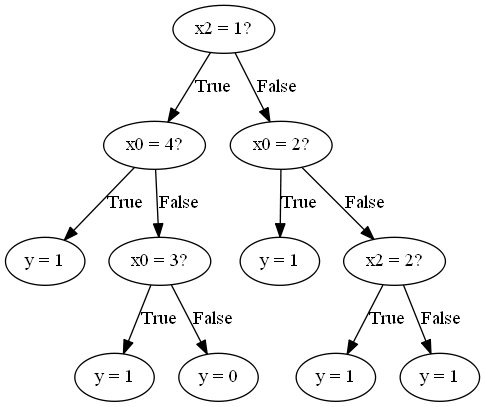 x2 = 1?
True
False
x0 = 4?
x0 = 2?
True
False
True
False
y = 1
x0 = 3?
y = 1
x2 = 2?
True
False
True
False
y = 1
y = 0
y = 1
y = 1